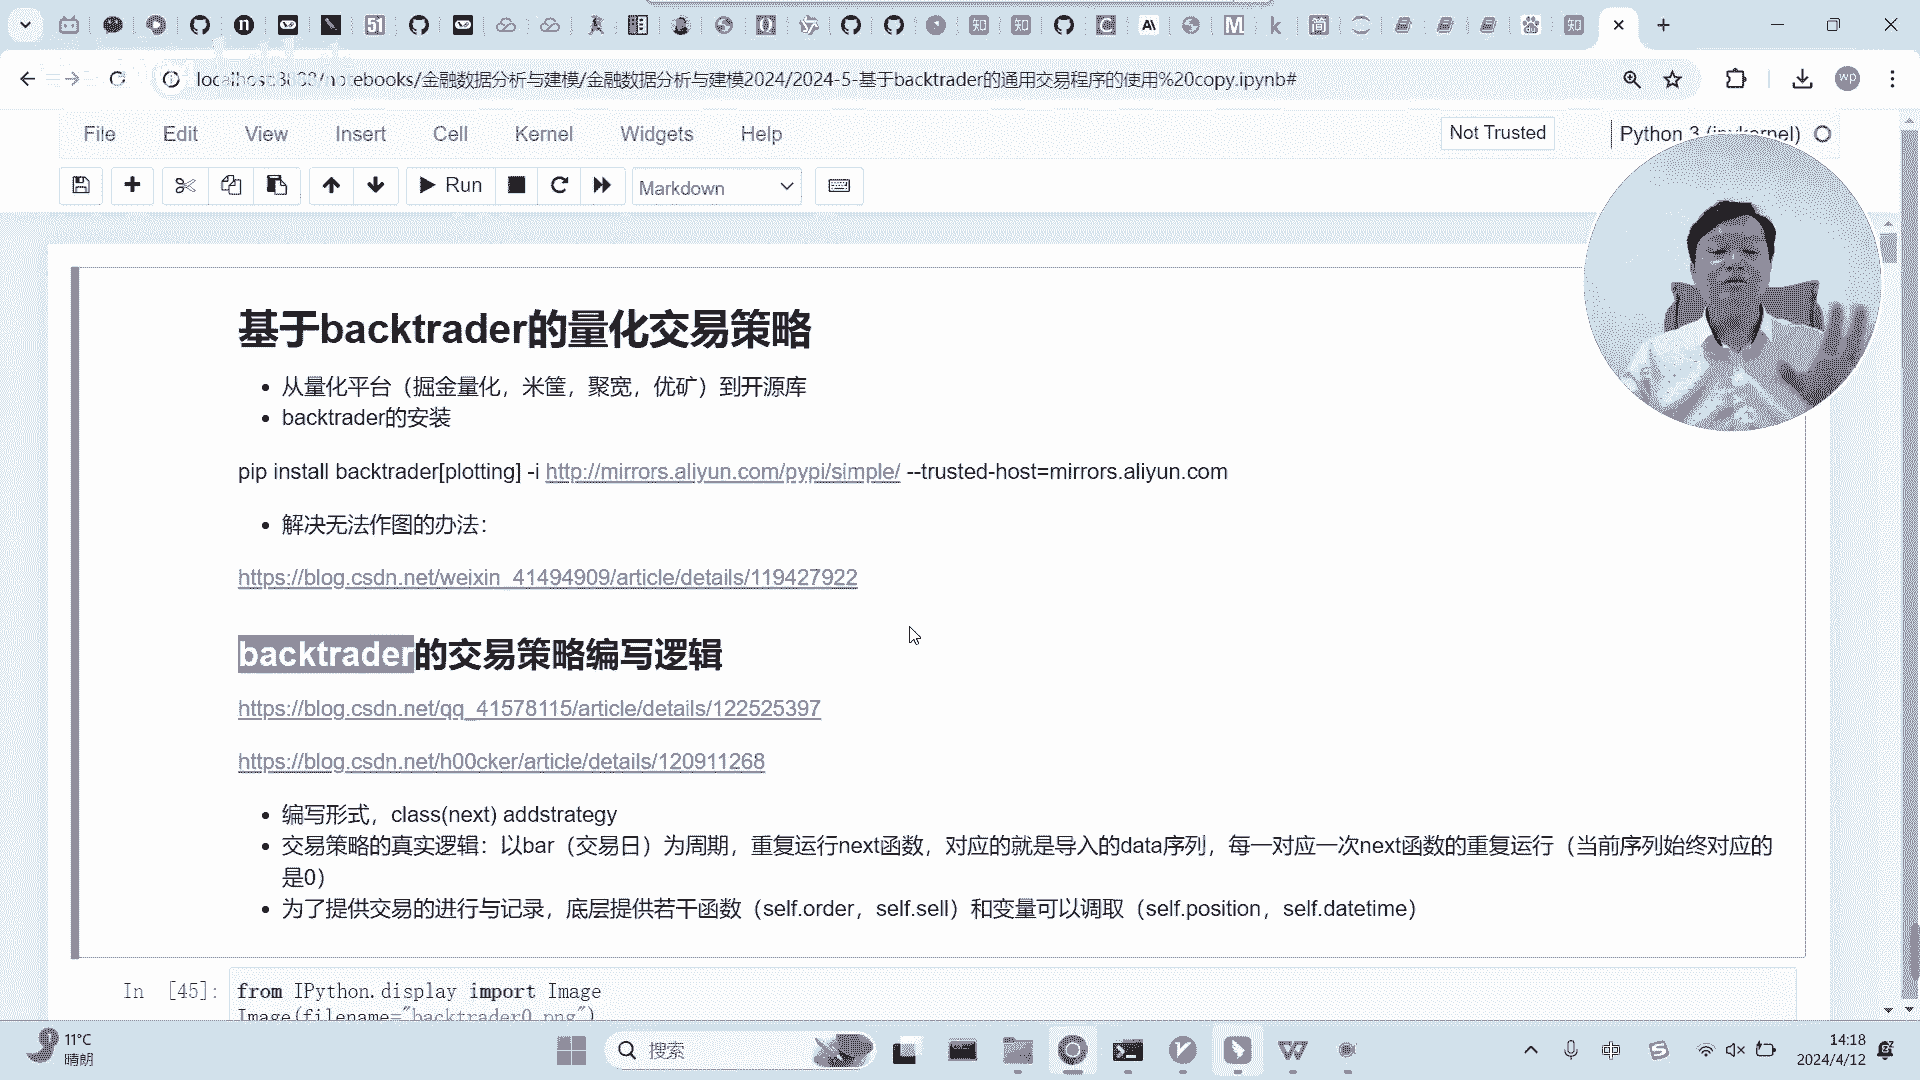 localhost:8888/notebooks/金融数据分析与建模/金融数据分析与建模2024/2024-5-基于backtrader的通用交易程序的使用%20copy.ipynb#
wp
File Edit View Insert Cell Kernel Widgets Help
Not Trusted
Python 3 (ipykernel)
Run
Markdown
基于backtrader的量化交易策略
从量化平台（掘金量化，米筐，聚宽，优矿）到开源库
backtrader的安装
pip install backtrader[plotting] -i http://mirrors.aliyun.com/pypi/simple/ --trusted-host=mirrors.aliyun.com
解决无法作图的办法：
https://blog.csdn.net/weixin_41494909/article/details/119427922
backtrader的交易策略编写逻辑
https://blog.csdn.net/qq_41578115/article/details/122525397
https://blog.csdn.net/h00cker/article/details/120911268
编写形式，class(next) addstrategy
交易策略的真实逻辑：以bar（交易日）为周期，重复运行next函数，对应的就是导入的data序列，每一对应一次next函数的重复运行（当前序列始终对应的
是0）
为了提供交易的进行与记录，底层提供若干函数（self.order，self.sell）和变量可以调取（self.position，self.datetime）
In [45]:
from IPython.display import Image
Image(filename="backtrader0.png")
11°C
晴朗
搜索
中
14:18
2024/4/12